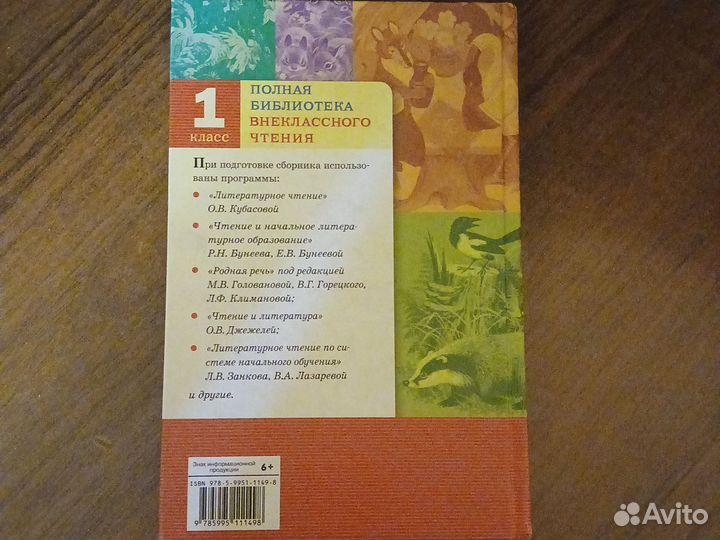 1
класс
ПОЛНАЯ
БИБЛИОТЕКА
ВНЕКЛАССНОГО
ЧТЕНИЯ
При подготовке сборника использо-
ваны программы:
• «Литературное чтение»
О.В. Кубасовой
• «Чтение и начальное литера-
турное образование»
Р.Н. Бунеева, Е.В. Бунеевой
• «Родная речь» под редакцией
М.В. Головановой, В.Г. Горецкого,
Л.Ф. Климановой;
• «Чтение и литература»
О.В. Джежелей;
• «Литературное чтение по си-
стеме начального обучения»
Л.В. Занкова, В.А. Лазаревой
и другие.
Знак информационной
продукции
6+
ISBN 978-5-9951-1149-8
9 785995 111498
Avito